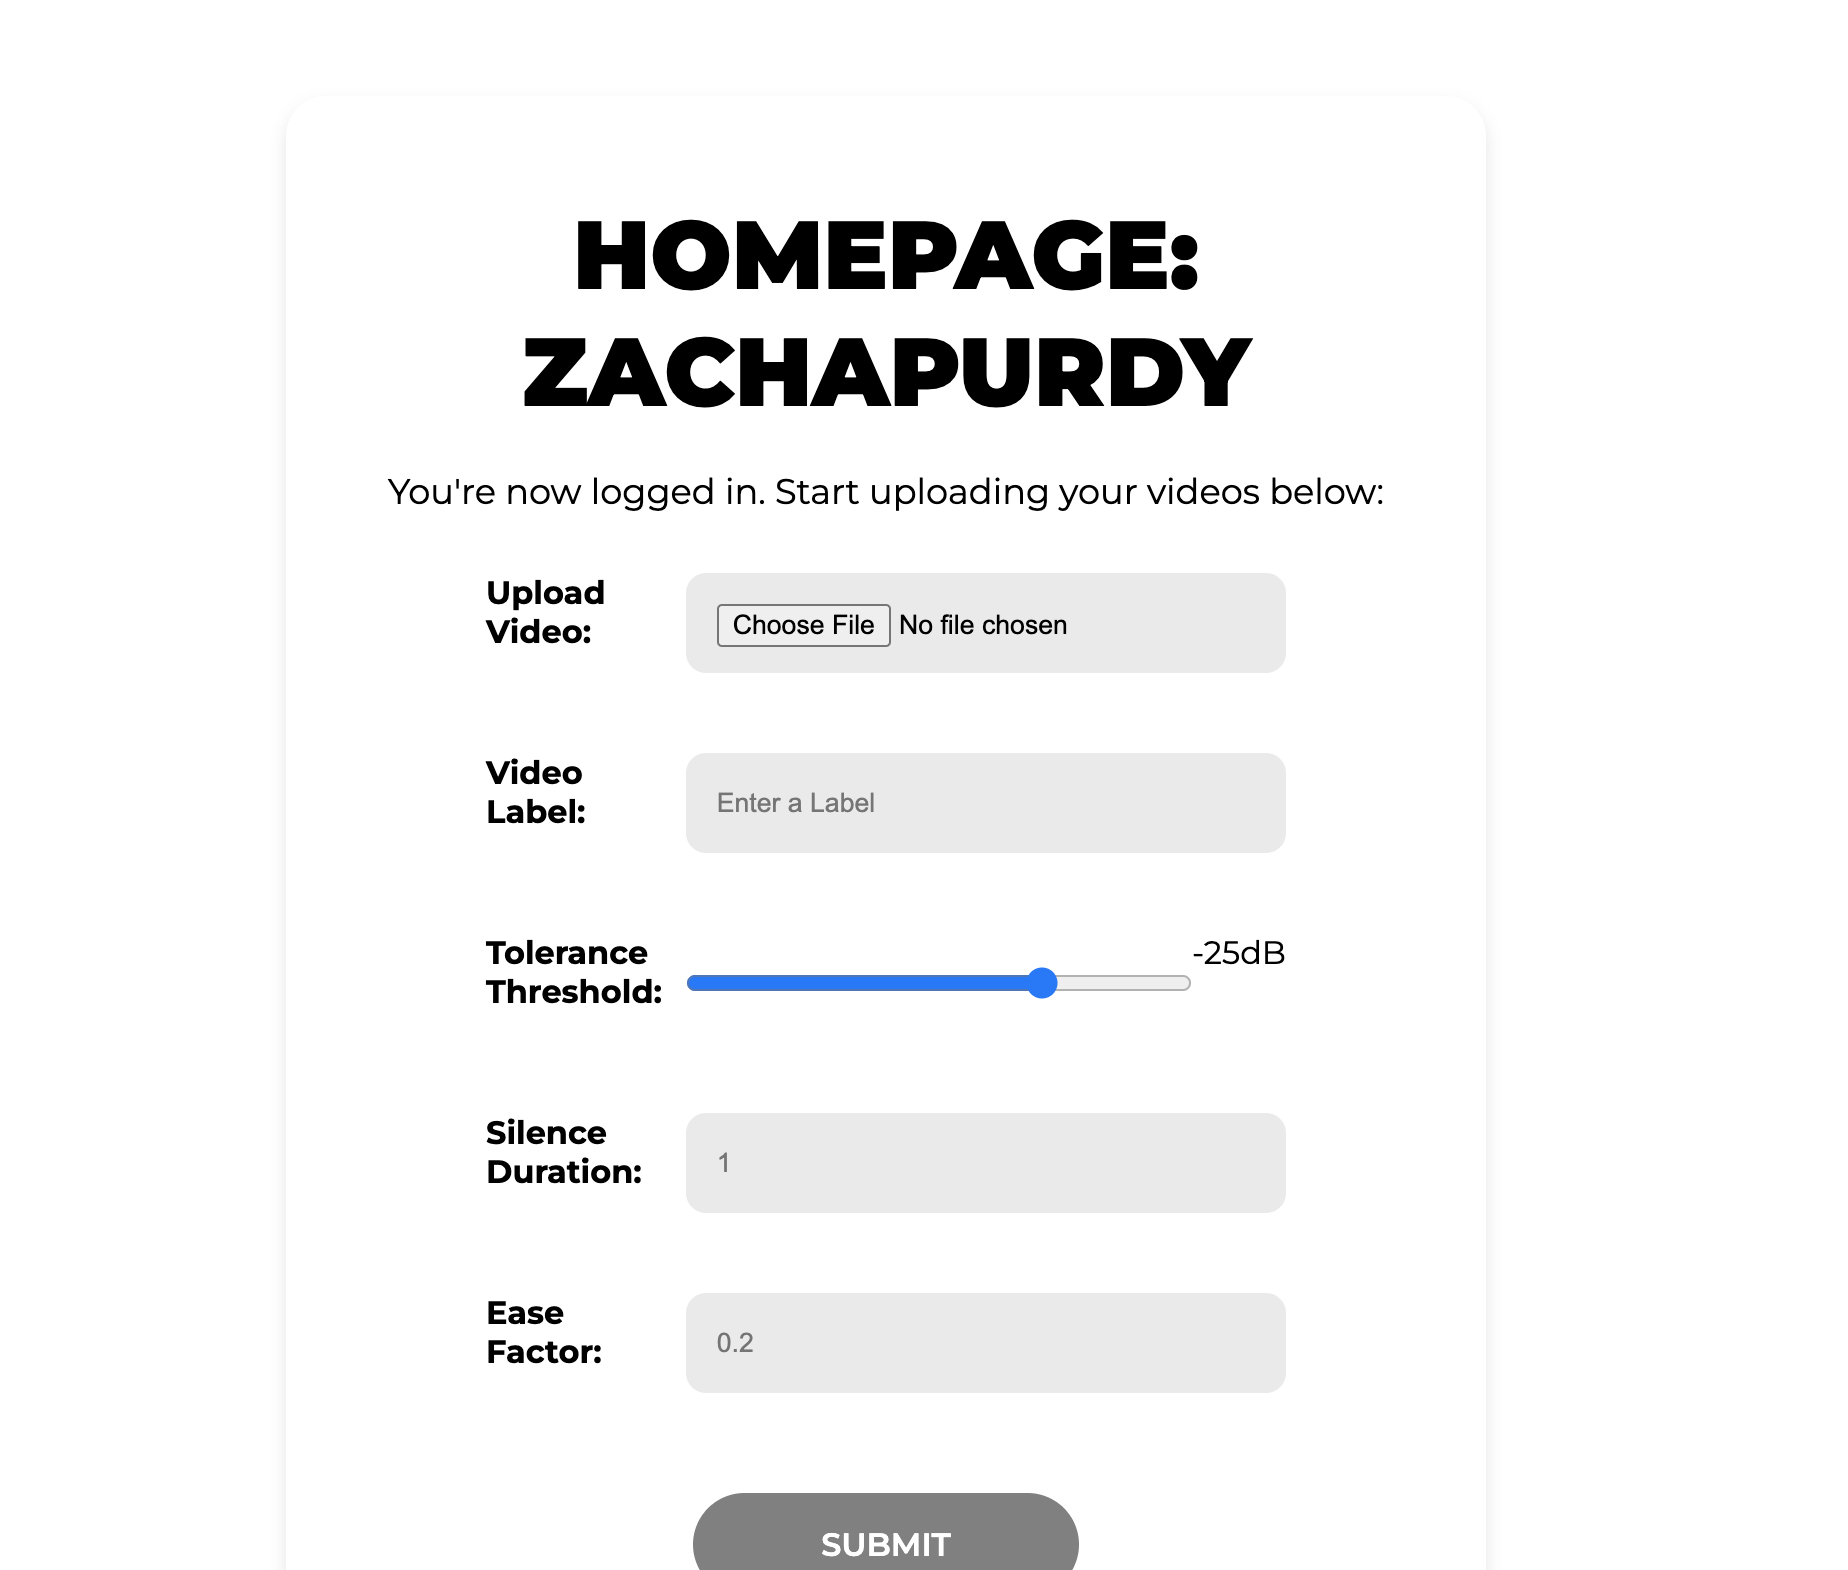 HOMEPAGE:
ZACHAPURDY
You're now logged in. Start uploading your videos below:
Upload
Video:
Choose File No file chosen
Video
Label:
Enter a Label
Tolerance
Threshold:
-25dB
Silence
Duration:
1
Ease
Factor:
0.2
SUBMIT